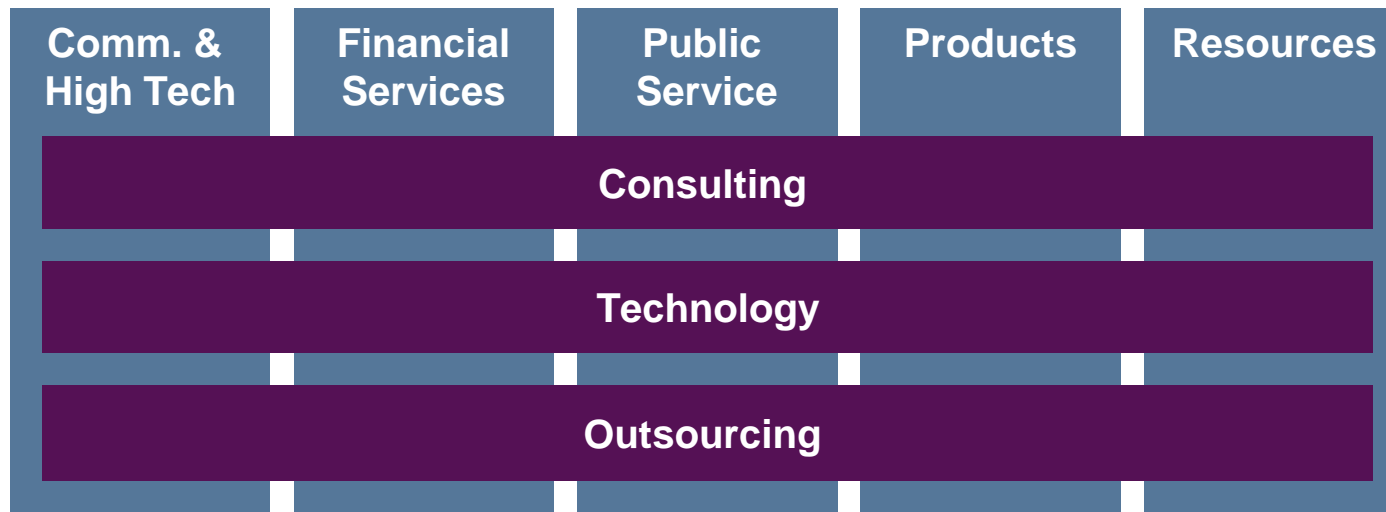 Comm. &
High Tech
Financial
Services
Public
Service
Products
Resources
Consulting
Technology
Outsourcing